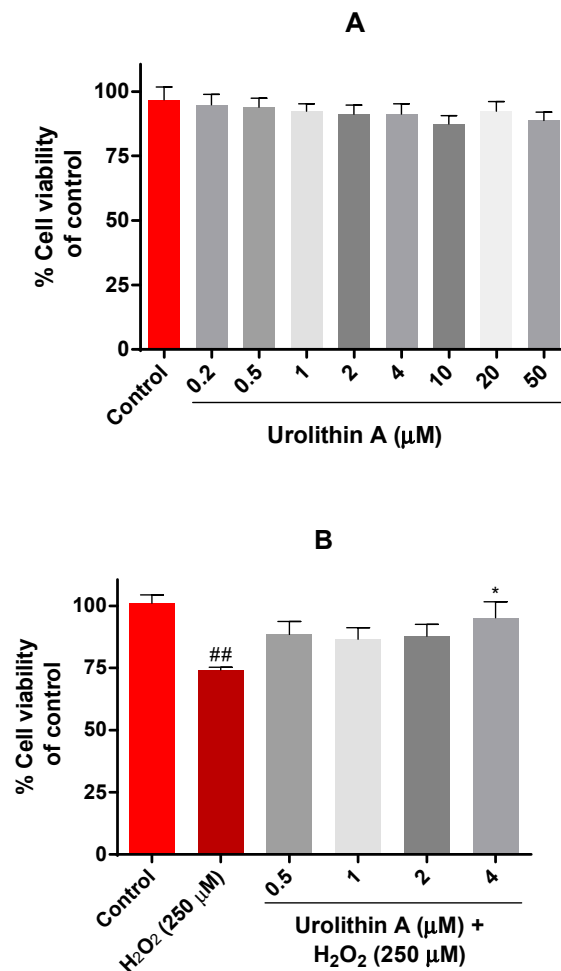 A
% Cell viability
of control
100
75
50
25
0
Control
0.2
0.5
1
2
4
10
20
50
Urolithin A (μM)
B
% Cell viability
of control
100
75
50
25
0
##
*
Control
H₂O₂ (250 μM)
0.5
1
2
4
Urolithin A (μM) +
H₂O₂ (250 μM)